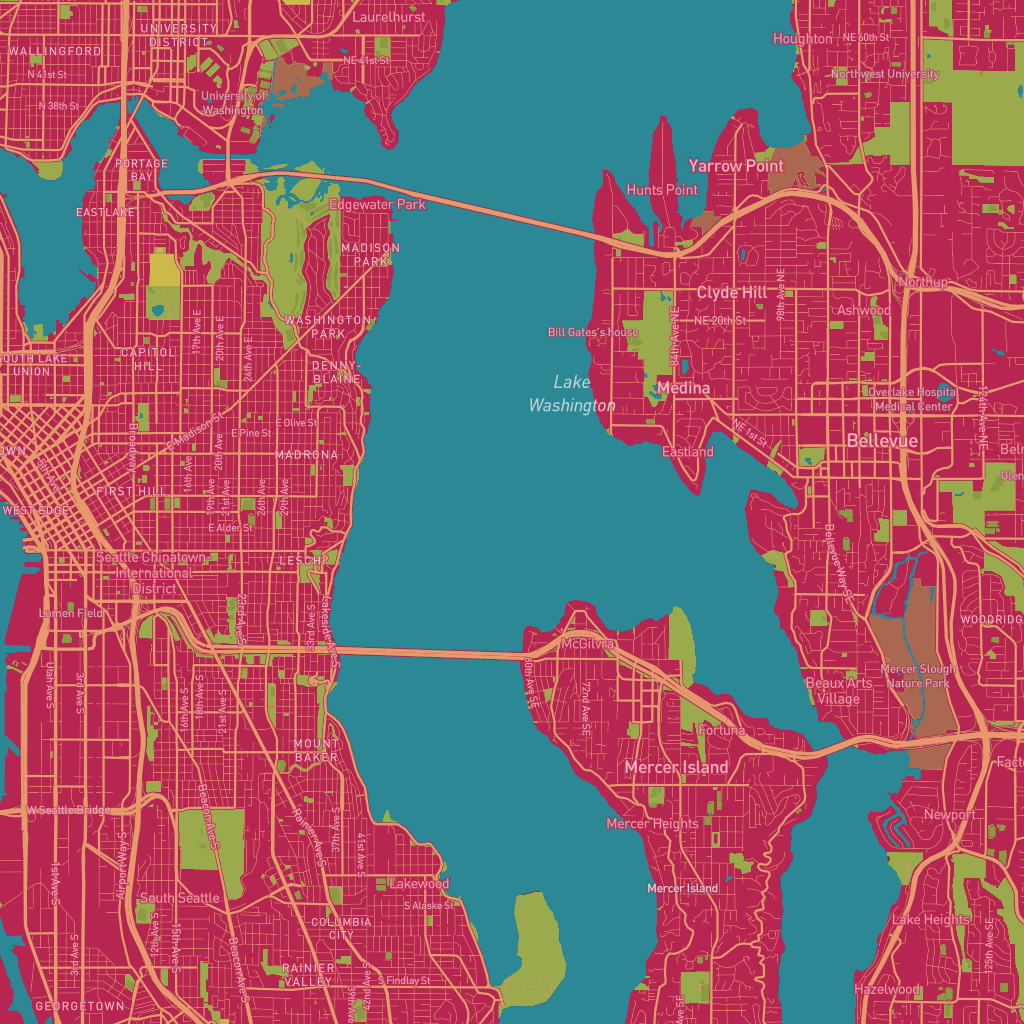 Laurelhurst
UNIVERSITY
DISTRICT
WALLINGFORD
Houghton
NE 60th St
N 41st St
NE 41st St
Northwest University
N 38th St
University of
Washington
PORTAGE
BAY
Yarrow Point
Hunts Point
EASTLAKE
Edgewater Park
MADISON
PARK
Northup
Clyde Hill
98th Ave NE
Ashwood
17th Ave E
20th Ave E
WASHINGTON
PARK
NE 20th St
Bill Gates's house
84th Ave NE
24th Ave E
SOUTH LAKE
UNION
CAPITOL
HILL
DENNY-
BLAINE
Lake
Washington
Medina
Overlake Hospital
Medical Center
124th Ave NE
E Madison St
E Olive St
E Pine St
NE 1st St
Bellevue
Broadway
20th Ave
MADRONA
Eastland
5th Ave
16th Ave
FIRST HILL
19th Ave
21st Ave
26th Ave
29th Ave
WEST EDGE
E Alder St
Bellevue Way SE
Seattle Chinatown-
International
District
LESCHI
Lumen Field
23rd Ave S
33rd Ave S
Lakeside Ave S
WOODRIDGE
McGilvra
60th Ave SE
72nd Ave SE
Mercer Slough
Nature Park
Beaux Arts
Village
Utah Ave S
3rd Ave S
16th Ave S
18th Ave S
21st Ave S
Fortuna
MOUNT
BAKER
Mercer Island
W Seattle Bridge
Beacon Ave S
Rainier Ave S
37th Ave S
41st Ave S
Mercer Heights
Newport
1st Ave S
Airport Way S
South Seattle
Lakewood
Mercer Island
S Alaska St
COLUMBIA
CITY
Lake Heights
12th Ave S
15th Ave S
3rd Ave S
Beacon Ave S
RAINIER
VALLEY
S Findlay St
125th Ave SE
Hazelwood
39th Ave S
42nd Ave S
GEORGETOWN